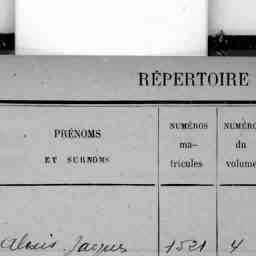 RÉPERTOIRE
PRÉNOMS
ET SURNOMS
NUMÉROS
ma-
tricules
NUMÉRO
du
volume
Alexis Jacques 1521 4